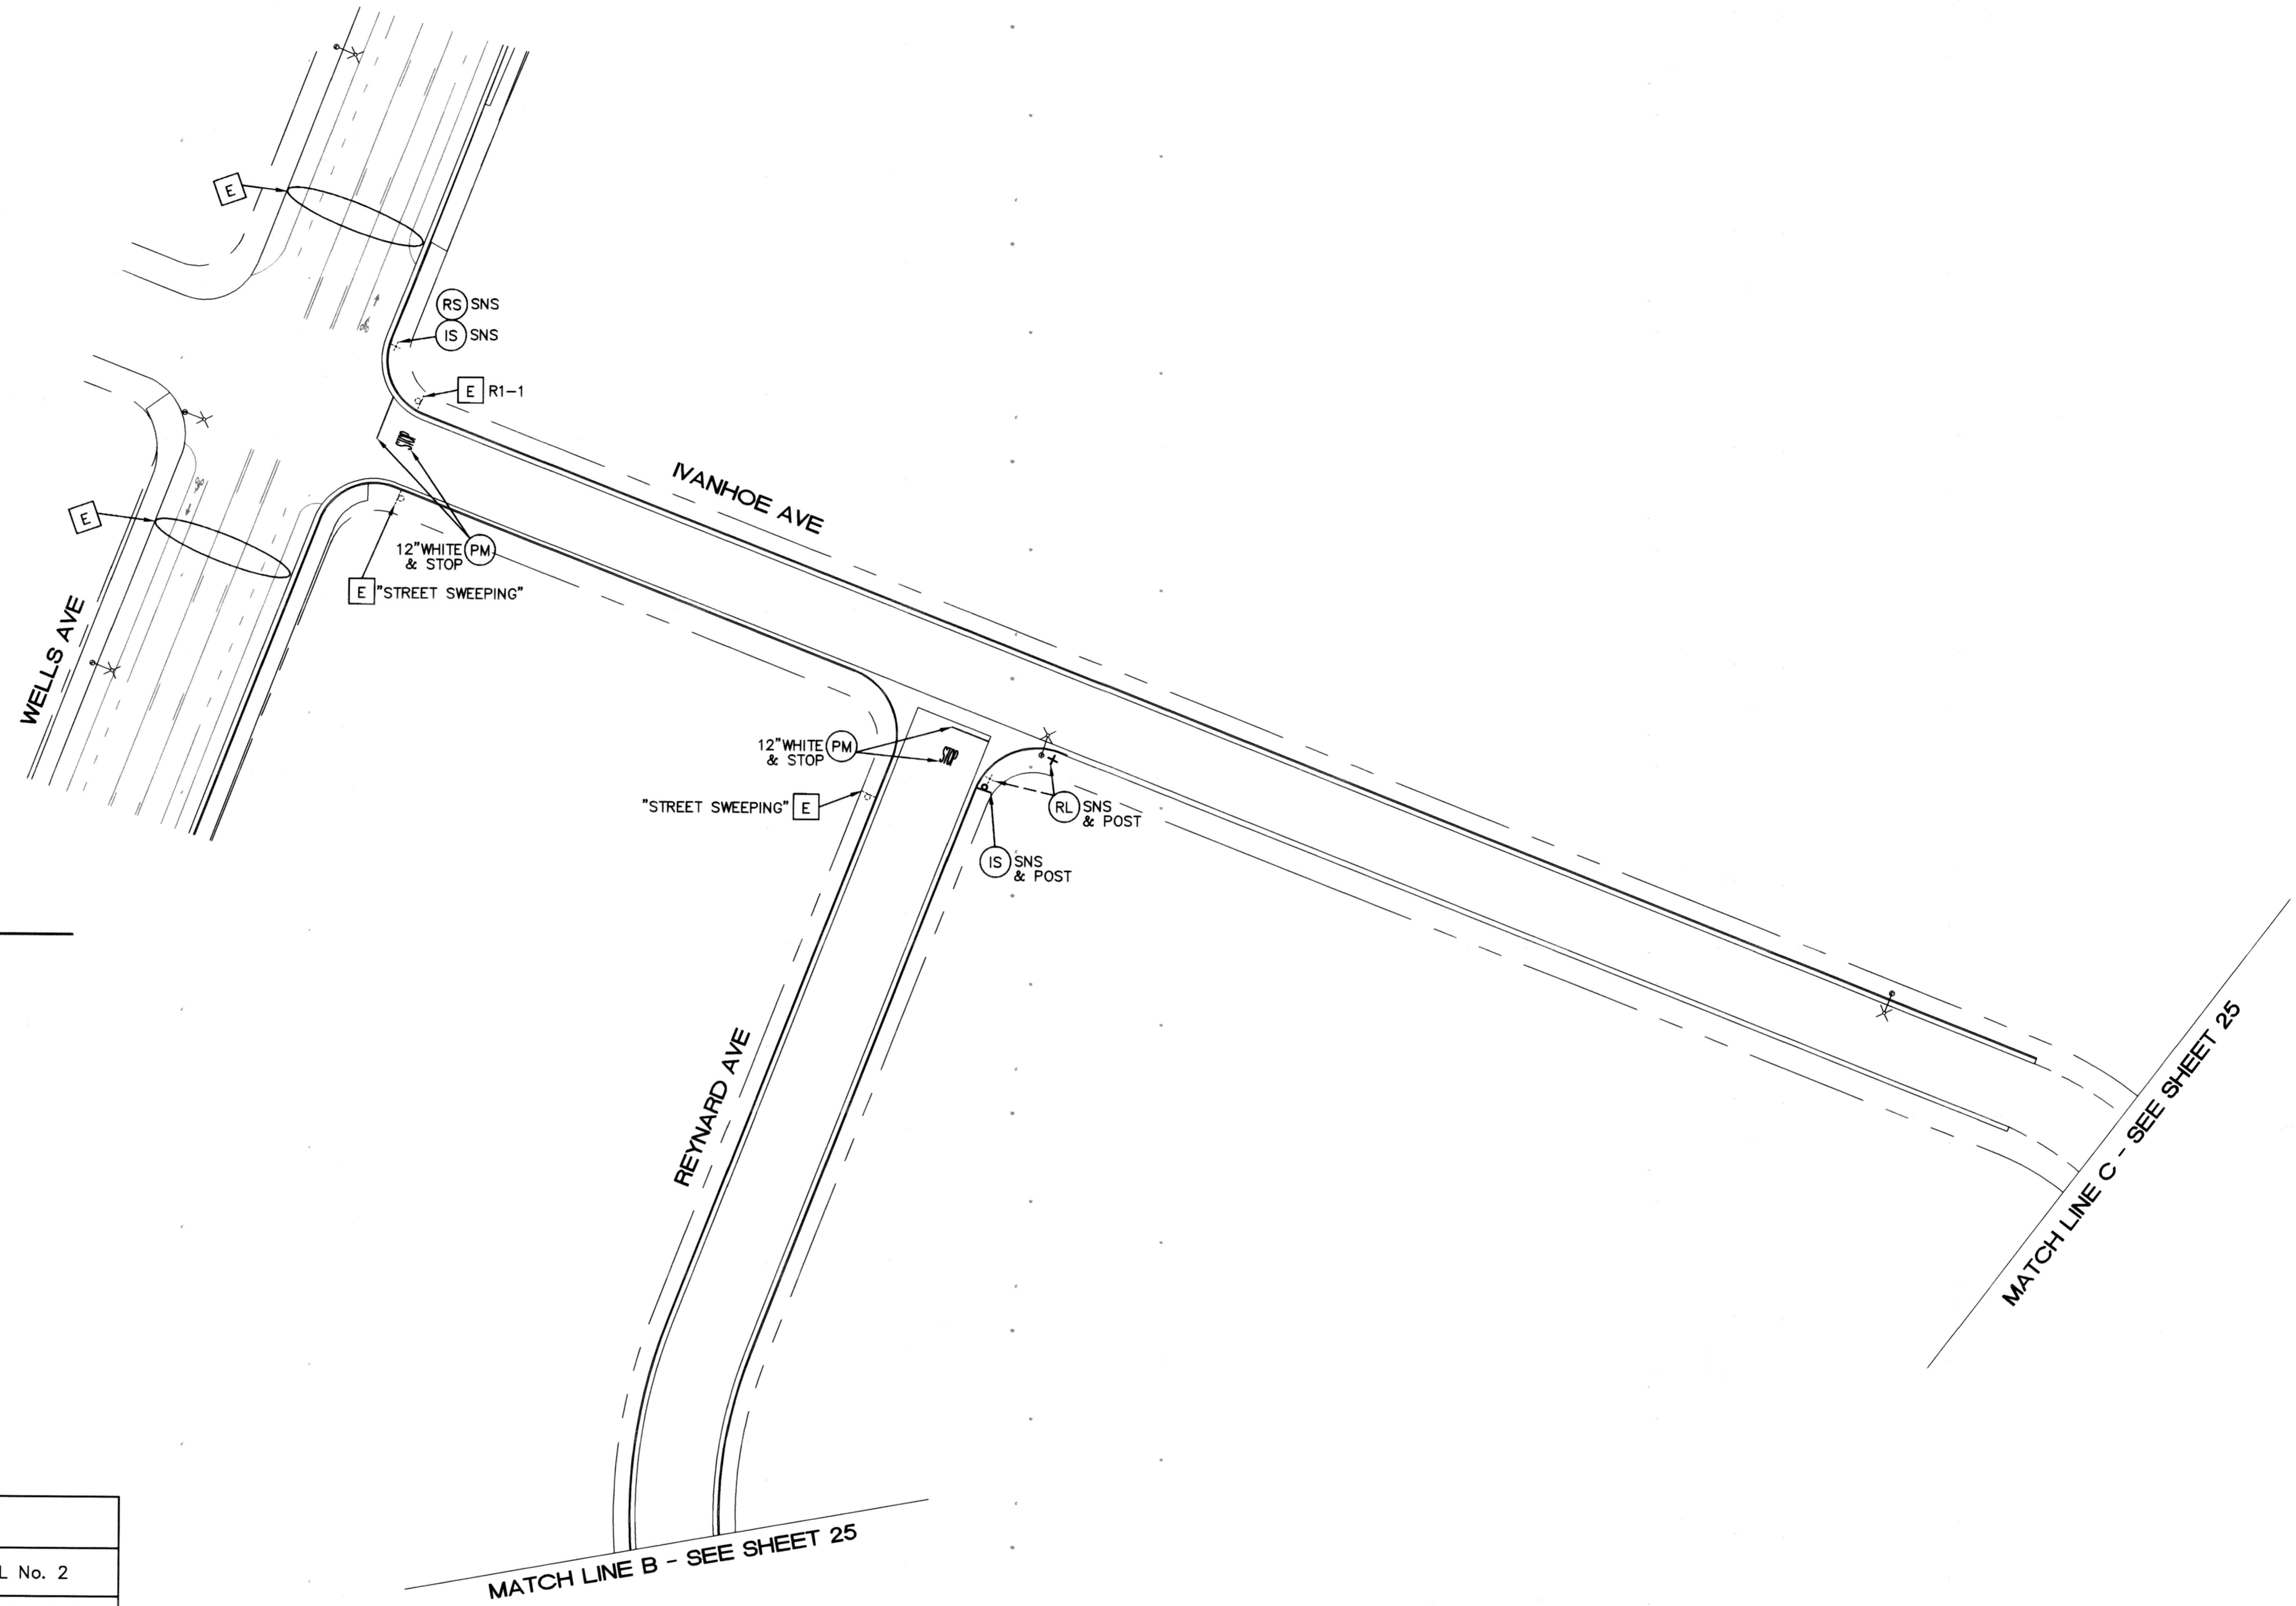 E
RS SNS
IS SNS
E R1-1
STOP
IVANHOE AVE
E
12"WHITE PM
& STOP
E "STREET SWEEPING"
WELLS AVE
12"WHITE PM
& STOP
STOP
"STREET SWEEPING" E
RL SNS
& POST
IS SNS
& POST
REYNARD AVE
MATCH LINE C - SEE SHEET 25
MATCH LINE B - SEE SHEET 25
L No. 2